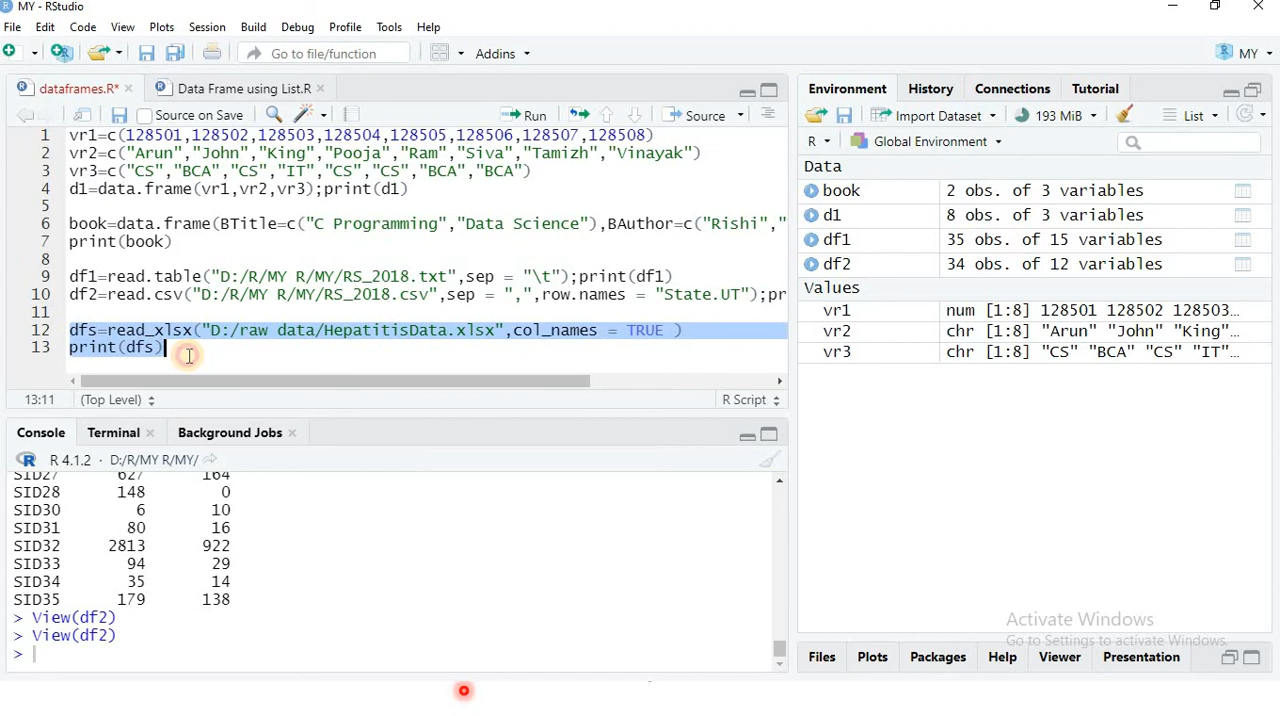 MY - RStudio
File Edit Code View Plots Session Build Debug Profile Tools Help
Go to file/function Addins MY
dataframes.R* Data Frame using List.R
Source on Save Run Source
1 vr1=c(128501,128502,128503,128504,128505,128506,128507,128508)
2 vr2=c("Arun","John","King","Pooja","Ram","Siva","Tamizh","Vinayak")
3 vr3=c("CS","BCA","CS","IT","CS","CS","BCA","BCA")
4 d1=data.frame(vr1,vr2,vr3);print(d1)
5
6 book=data.frame(BTitle=c("C Programming","Data Science"),BAuthor=c("Rishi","
7 print(book)
8
9 df1=read.table("D:/R/MY R/MY/RS_2018.txt",sep = "\t");print(df1)
10 df2=read.csv("D:/R/MY R/MY/RS_2018.csv",sep = ",",row.names = "State.UT");pr
11
12 dfs=read_xlsx("D:/raw data/HepatitisData.xlsx",col_names = TRUE )
13 print(dfs)
13:11 (Top Level) R Script
Console Terminal Background Jobs
R 4.1.2 · D:/R/MY R/MY/
SID27 627 164
SID28 148 0
SID30 6 10
SID31 80 16
SID32 2813 922
SID33 94 29
SID34 35 14
SID35 179 138
> View(df2)
> View(df2)
>
Environment History Connections Tutorial
Import Dataset 193 MiB List
R Global Environment
Data
book 2 obs. of 3 variables
d1 8 obs. of 3 variables
df1 35 obs. of 15 variables
df2 34 obs. of 12 variables
Values
vr1 num [1:8] 128501 128502 128503…
vr2 chr [1:8] "Arun" "John" "King"…
vr3 chr [1:8] "CS" "BCA" "CS" "IT"…
Activate Windows
Go to Settings to activate Windows.
Files Plots Packages Help Viewer Presentation